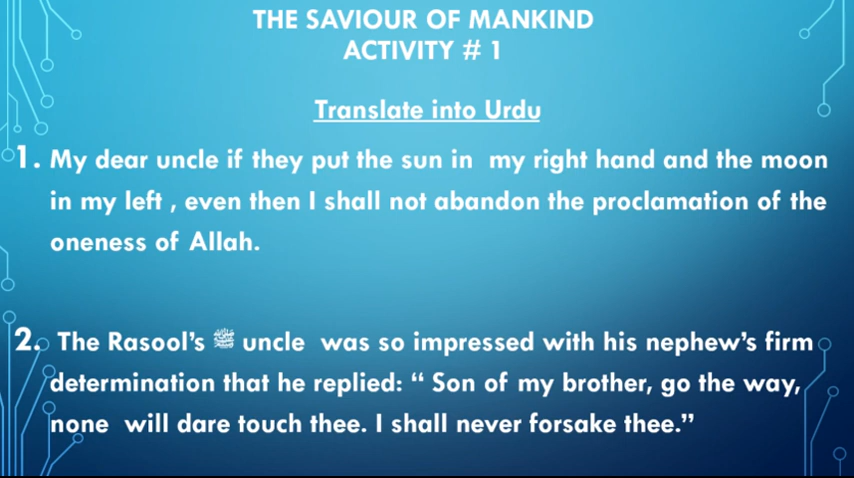 THE SAVIOUR OF MANKIND
ACTIVITY # 1
Translate into Urdu
1. My dear uncle if they put the sun in my right hand and the moon
in my left , even then I shall not abandon the proclamation of the
oneness of Allah.
2. The Rasool’s ﷺ uncle was so impressed with his nephew’s firm
determination that he replied: “ Son of my brother, go the way,
none will dare touch thee. I shall never forsake thee.”